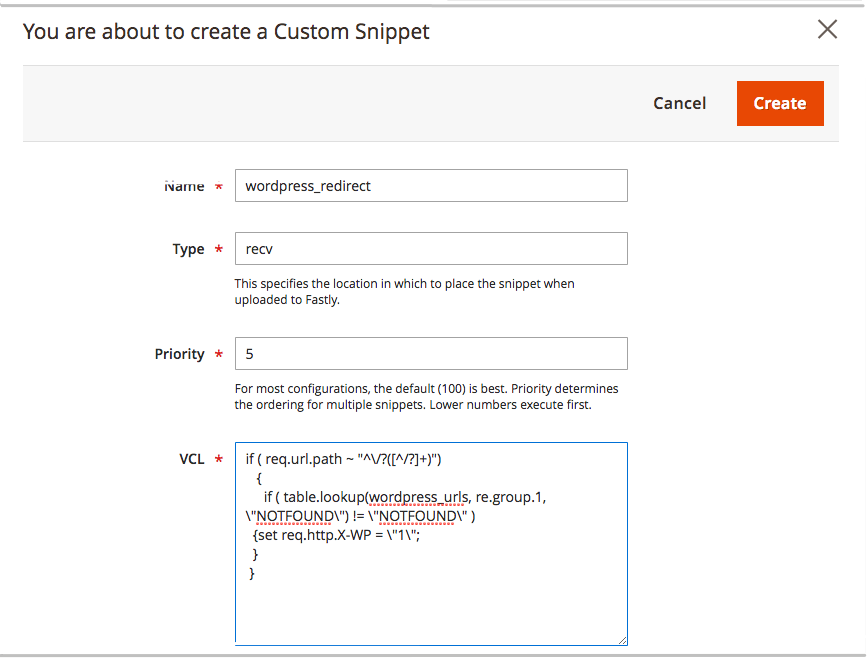 You are about to create a Custom Snippet
Cancel
Create
Name *
wordpress_redirect
Type *
recv
This specifies the location in which to place the snippet when
uploaded to Fastly.
Priority *
5
For most configurations, the default (100) is best. Priority determines
the ordering for multiple snippets. Lower numbers execute first.
VCL *
if ( req.url.path ~ "^\/?([^/?]+)")
{
if ( table.lookup(wordpress_urls, re.group.1,
\"NOTFOUND\") != \"NOTFOUND\" )
{set req.http.X-WP = \"1\";
}
}